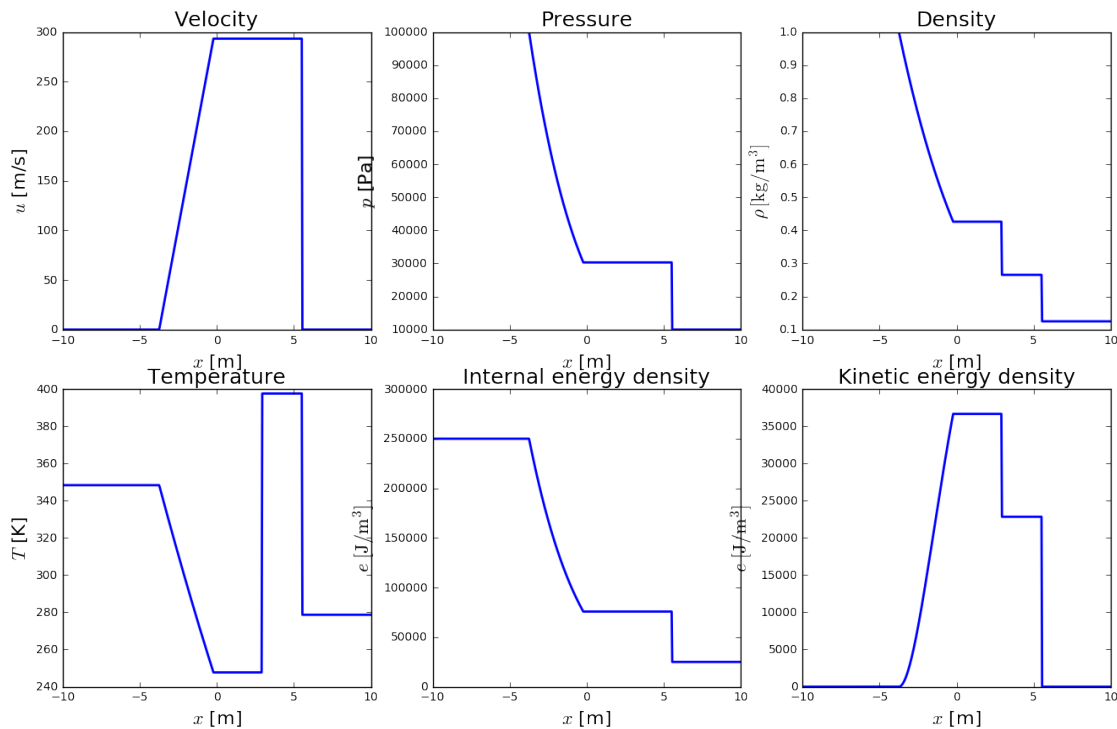 Velocity
300
250
200
150
100
50
0
u [m/s]
−10 −5 0 5 10
x [m]
Pressure
100000
90000
80000
70000
60000
50000
40000
30000
20000
10000
p [Pa]
−10 −5 0 5 10
x [m]
Density
1.0
0.9
0.8
0.7
0.6
0.5
0.4
0.3
0.2
0.1
ρ [kg/m³]
−10 −5 0 5 10
x [m]
Temperature
400
380
360
340
320
300
280
260
240
T [K]
−10 −5 0 5 10
x [m]
Internal energy density
300000
250000
200000
150000
100000
50000
0
e [J/m³]
−10 −5 0 5 10
x [m]
Kinetic energy density
40000
35000
30000
25000
20000
15000
10000
5000
0
e [J/m³]
−10 −5 0 5 10
x [m]